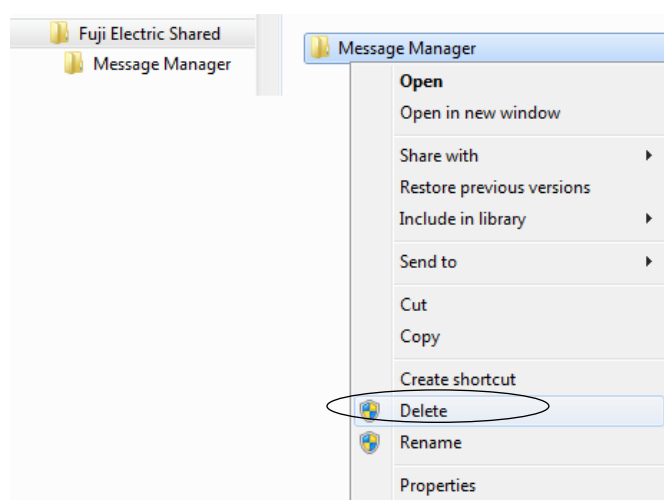 Fuji Electric Shared
Message Manager
Message Manager
Open
Open in new window
Share with
Restore previous versions
Include in library
Send to
Cut
Copy
Create shortcut
Delete
Rename
Properties